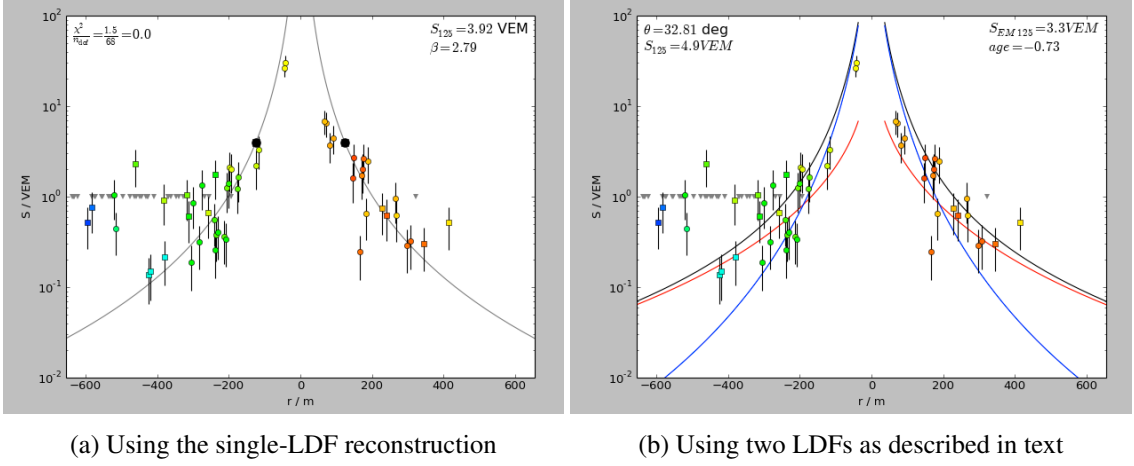 χ²/n_dof = 1.5/68 = 0.0
S₁₂₅ = 3.92 VEM
β = 2.79
10²
10¹
10⁰
10⁻¹
10⁻²
S / VEM
−600 −400 −200 0 200 400 600
r / m
(a) Using the single-LDF reconstruction
θ = 32.81 deg
S₁₂₅ = 4.9VEM
S_EM125 = 3.3VEM
age = −0.73
10²
10¹
10⁰
10⁻¹
10⁻²
S / VEM
−600 −400 −200 0 200 400 600
r / m
(b) Using two LDFs as described in text